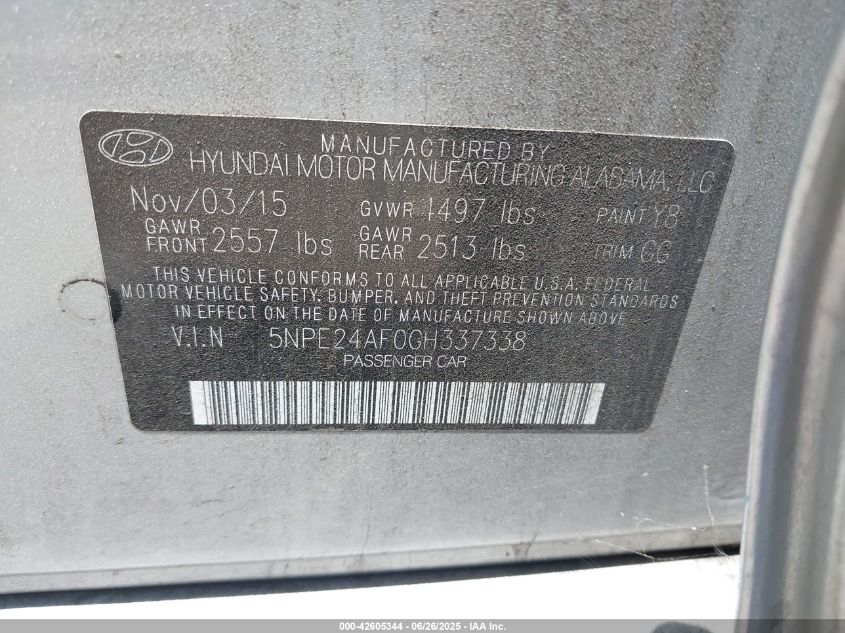 MANUFACTURED BY
HYUNDAI MOTOR MANUFACTURING ALABAMA, LLC
Nov/03/15 GVWR 4497 lbs PAINT Y8
GAWR FRONT 2557 lbs GAWR REAR 2513 lbs TRIM GG
THIS VEHICLE CONFORMS TO ALL APPLICABLE U.S.A. FEDERAL
MOTOR VEHICLE SAFETY, BUMPER, AND THEFT PREVENTION STANDARDS
IN EFFECT ON THE DATE OF MANUFACTURE SHOWN ABOVE.
V.I.N 5NPE24AF0GH337338
PASSENGER CAR
000-42605344 | 06/26/2025 - IAA Inc.